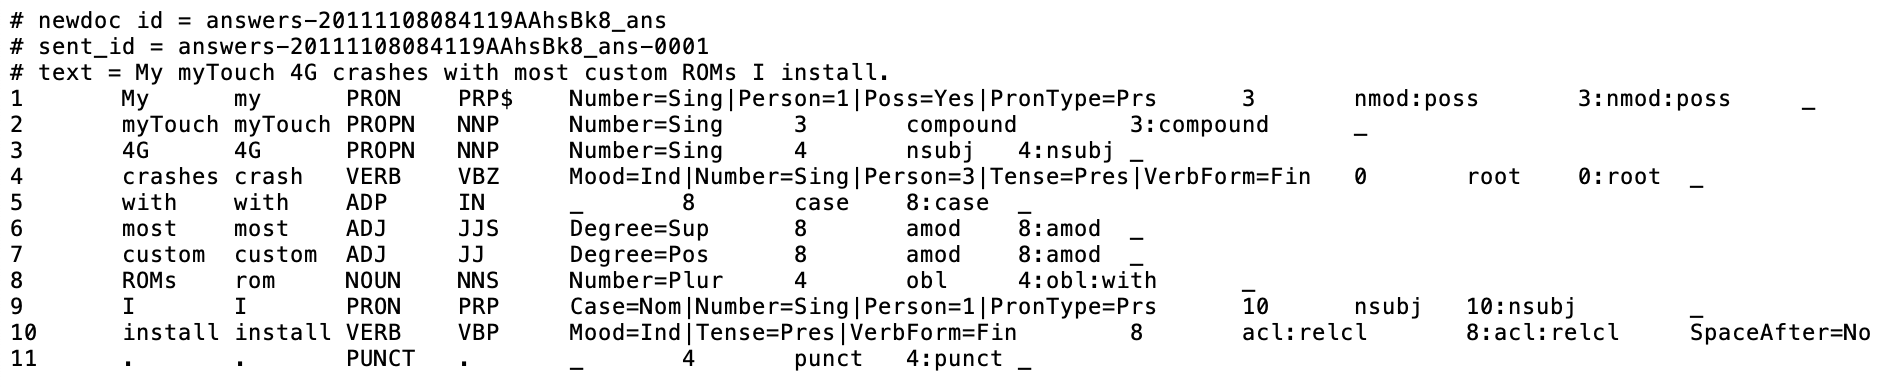 # newdoc id = answers-20111108084119AAhsBk8_ans
# sent_id = answers-20111108084119AAhsBk8_ans-0001
# text = My myTouch 4G crashes with most custom ROMs I install.
1	My	my	PRON	PRP$	Number=Sing|Person=1|Poss=Yes|PronType=Prs	3	nmod:poss	3:nmod:poss	_
2	myTouch	myTouch	PROPN	NNP	Number=Sing	3	compound	3:compound	_
3	4G	4G	PROPN	NNP	Number=Sing	4	nsubj	4:nsubj	_
4	crashes	crash	VERB	VBZ	Mood=Ind|Number=Sing|Person=3|Tense=Pres|VerbForm=Fin	0	root	0:root	_
5	with	with	ADP	IN	_	8	case	8:case	_
6	most	most	ADJ	JJS	Degree=Sup	8	amod	8:amod	_
7	custom	custom	ADJ	JJ	Degree=Pos	8	amod	8:amod	_
8	ROMs	rom	NOUN	NNS	Number=Plur	4	obl	4:obl:with	_
9	I	I	PRON	PRP	Case=Nom|Number=Sing|Person=1|PronType=Prs	10	nsubj	10:nsubj	_
10	install	install	VERB	VBP	Mood=Ind|Tense=Pres|VerbForm=Fin	8	acl:relcl	8:acl:relcl	SpaceAfter=No
11	.	.	PUNCT	.	_	4	punct	4:punct	_